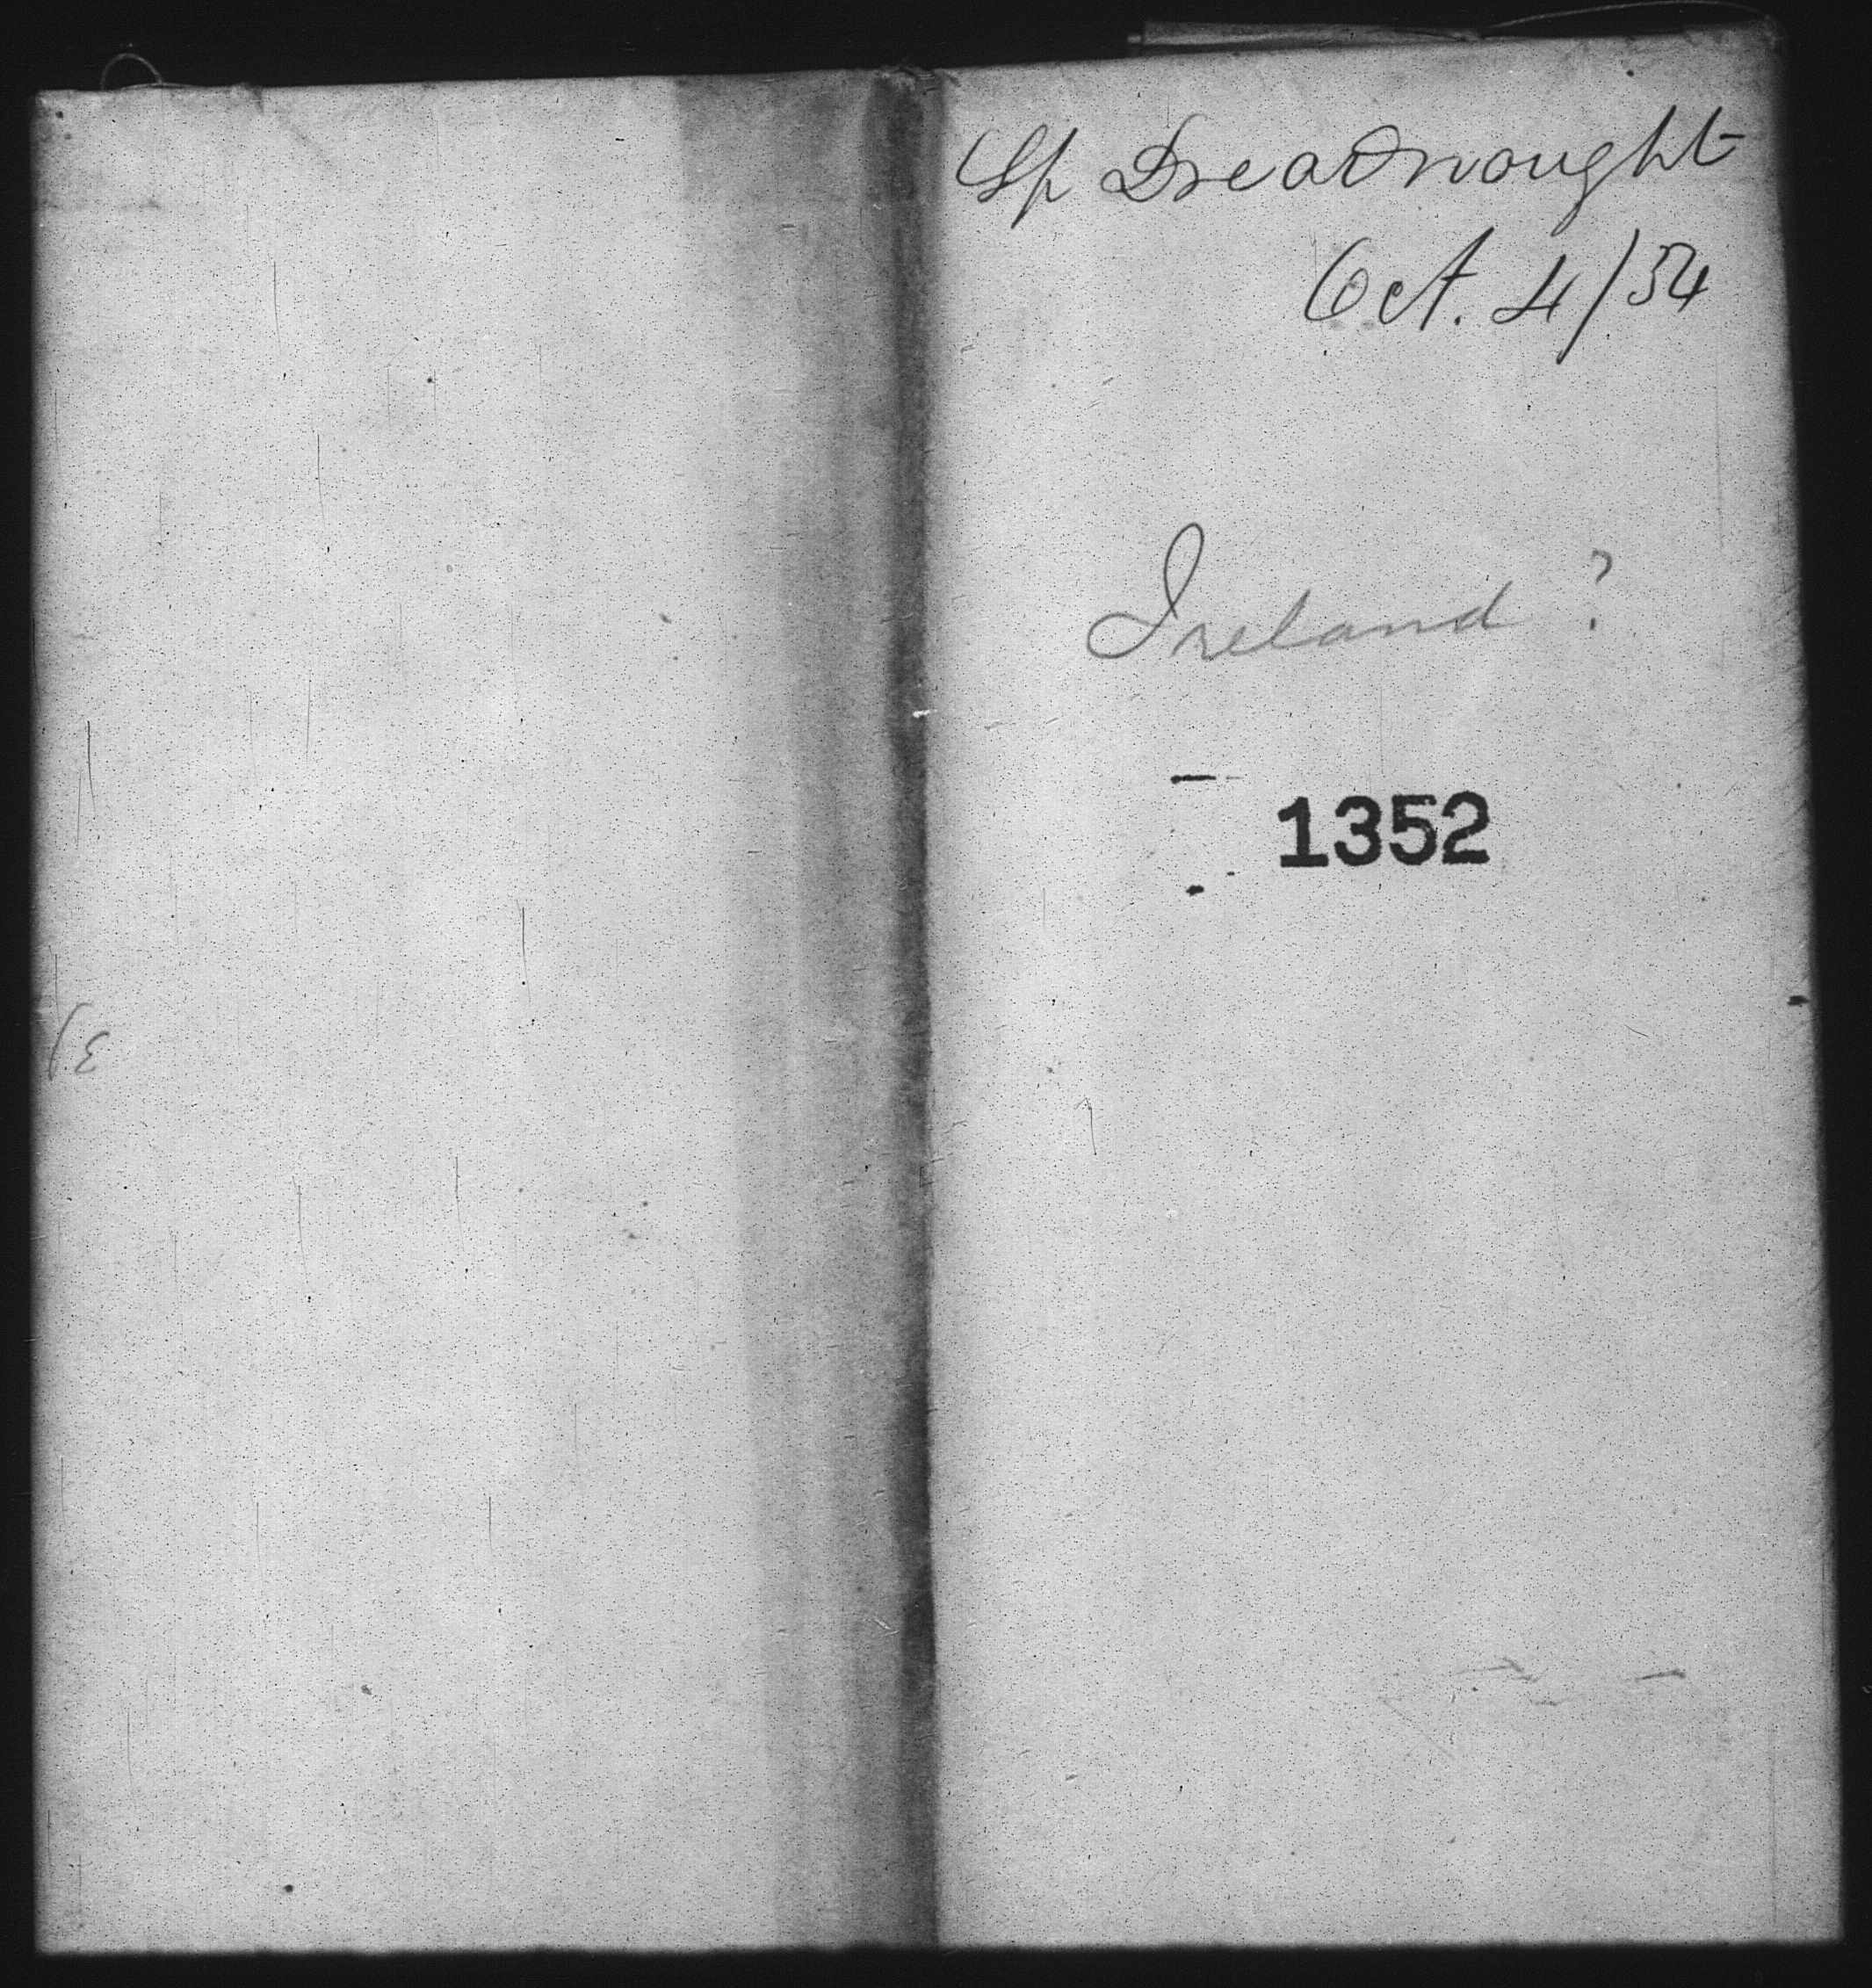 Sp Dreadnought
Oct. 4/54
Ireland ?
1352